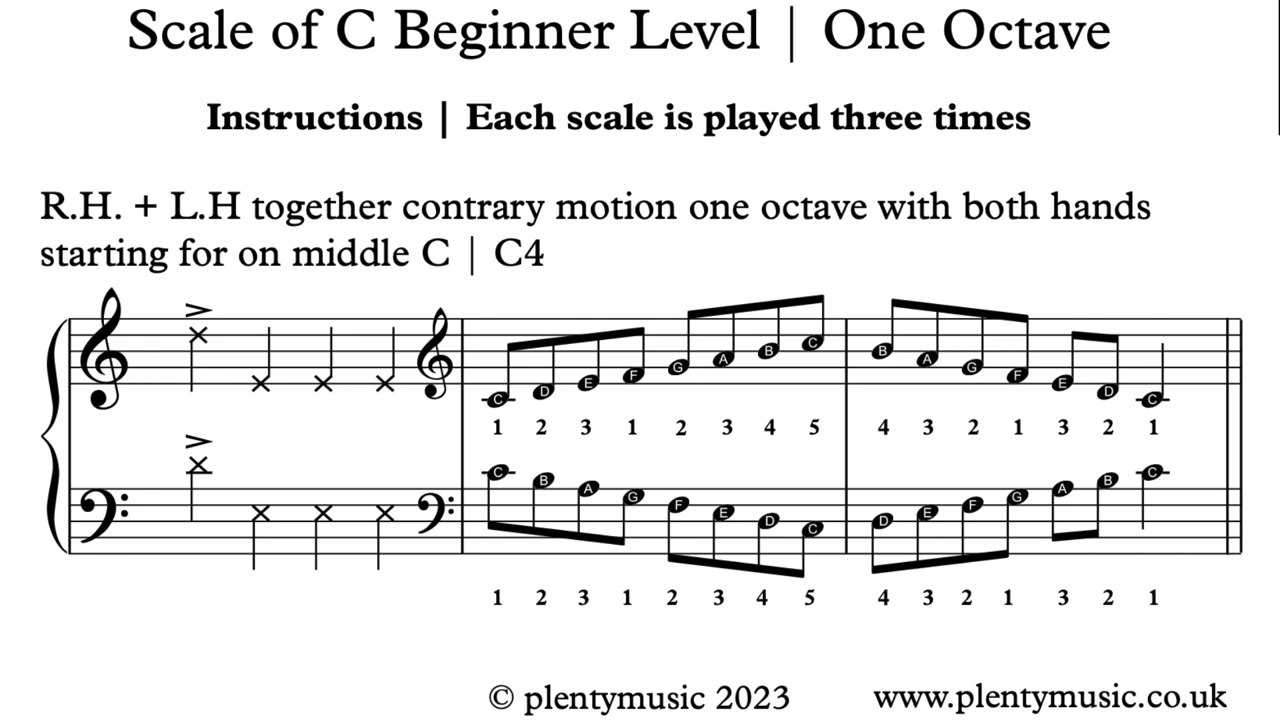 Scale of C Beginner Level | One Octave
Instructions | Each scale is played three times
R.H. + L.H together contrary motion one octave with both hands
starting for on middle C | C4
C D E F G A B C B A G F E D C
1 2 3 1 2 3 4 5 4 3 2 1 3 2 1
C B A G F E D C D E F G A B C
1 2 3 1 2 3 4 5 4 3 2 1 3 2 1
© plentymusic 2023 www.plentymusic.co.uk